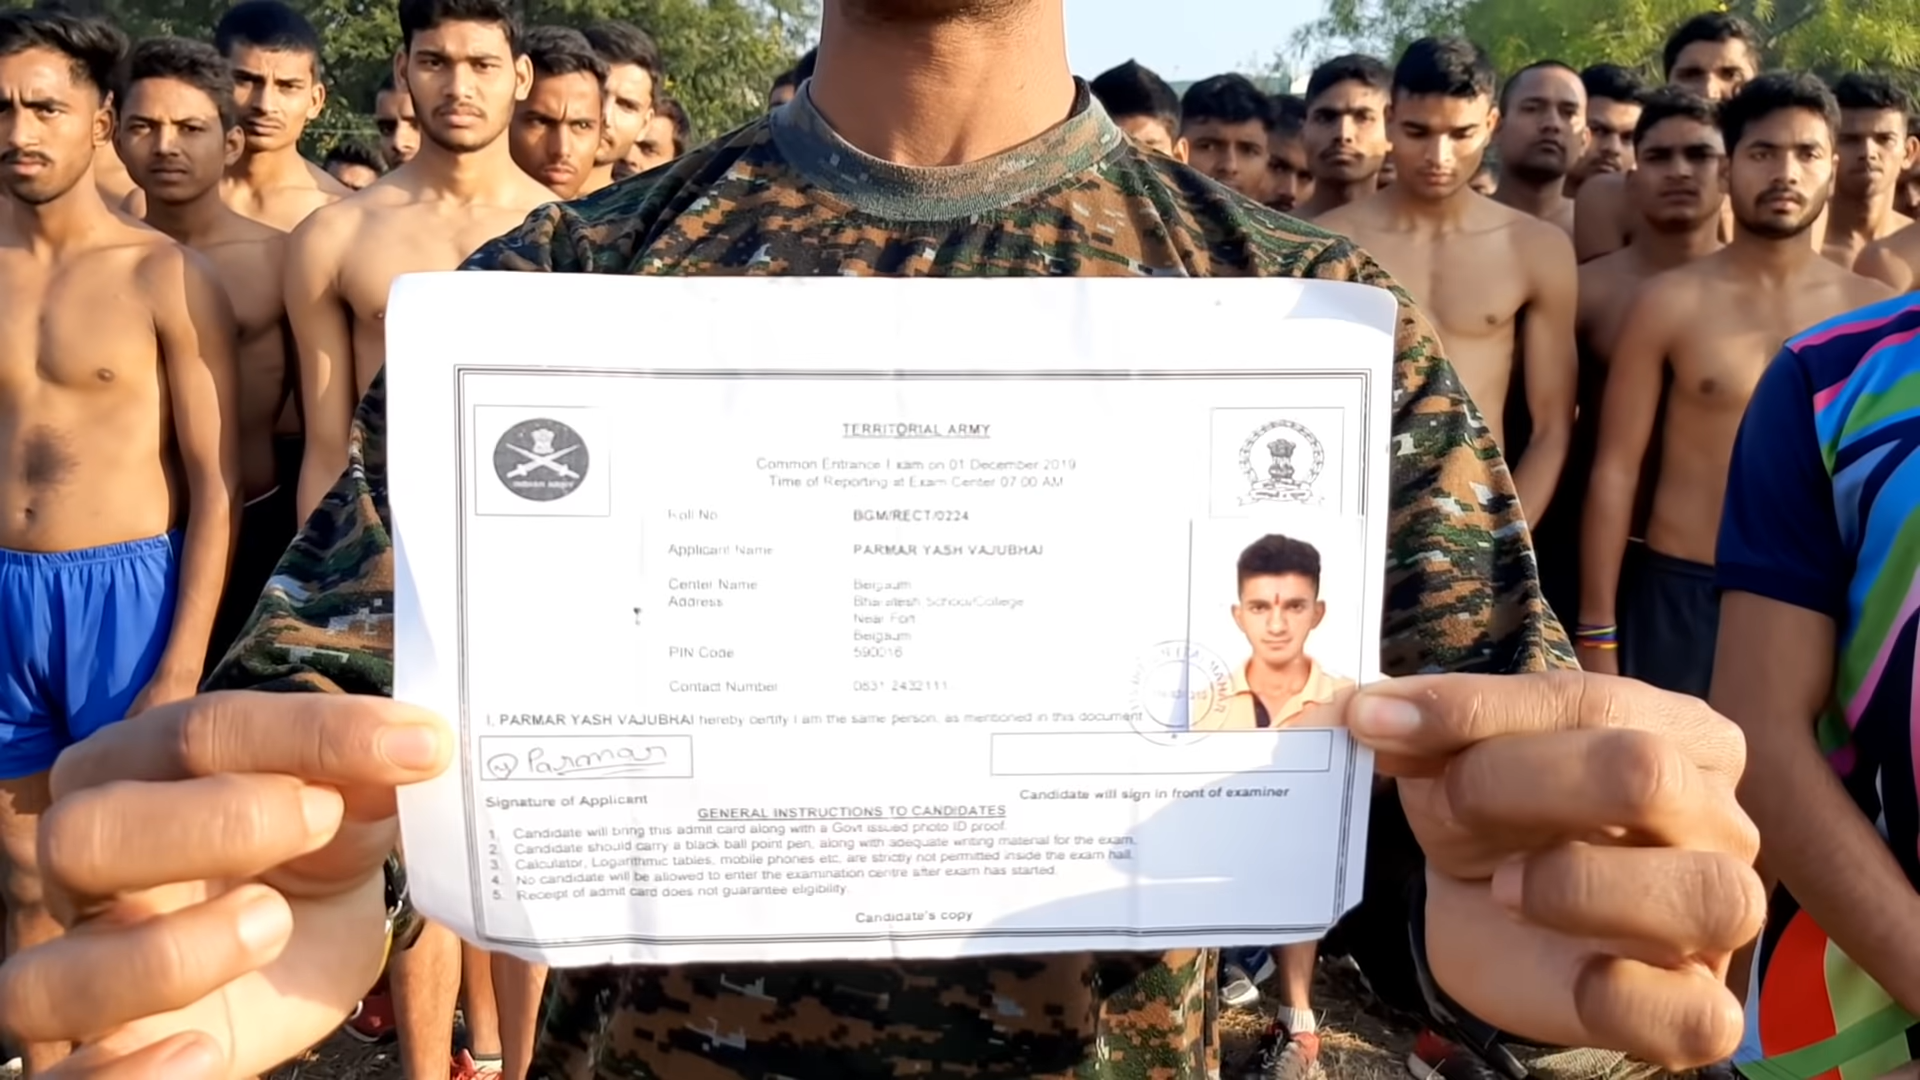 INDIAN ARMY
TERRITORIAL ARMY
Common Entrance Exam on 01 December 2019
Time of Reporting at Exam Center 07.00 AM
Roll No BGM/RECT/0224
Applicant Name PARMAR YASH VAJUBHAI
Center Name Belgaum
Address School/College
Near Fort
Belgaum
PIN Code 590016
Contact Number 0831 2432111
I, PARMAR YASH VAJUBHAI hereby certify I am the same person, as mentioned in this document
Parmar
Signature of Applicant
Candidate will sign in front of examiner
GENERAL INSTRUCTIONS TO CANDIDATES
1. Candidate will bring this admit card along with a Govt issued photo ID proof.
2. Candidate should carry a black ball point pen, along with adequate writing material for the exam.
3. Calculator, Logarithmic tables, mobile phones etc, are strictly not permitted inside the exam hall.
4. No candidate will be allowed to enter the examination centre after exam has started.
5. Receipt of admit card does not guarantee eligibility.
Candidate's copy